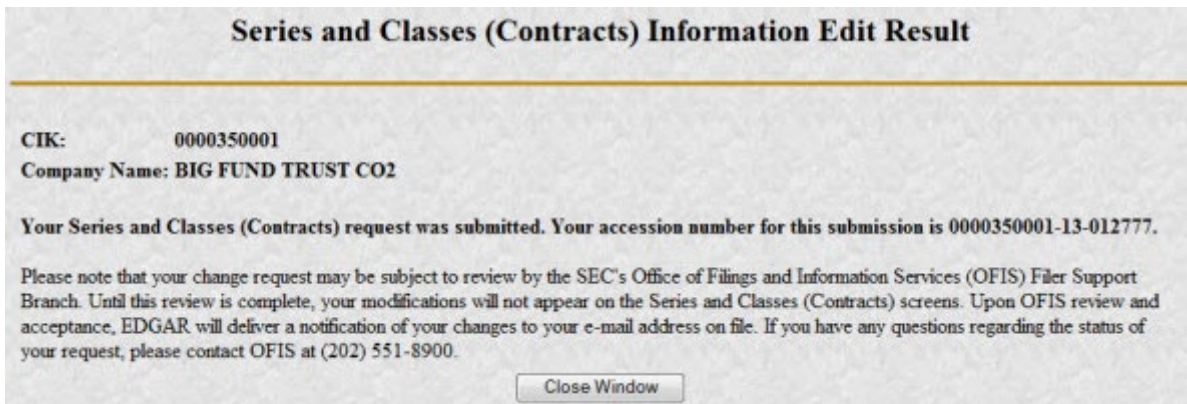 Series and Classes (Contracts) Information Edit Result
CIK: 0000350001
Company Name: BIG FUND TRUST CO2
Your Series and Classes (Contracts) request was submitted. Your accession number for this submission is 0000350001-13-012777.
Please note that your change request may be subject to review by the SEC's Office of Filings and Information Services (OFIS) Filer Support
Branch. Until this review is complete, your modifications will not appear on the Series and Classes (Contracts) screens. Upon OFIS review and
acceptance, EDGAR will deliver a notification of your changes to your e-mail address on file. If you have any questions regarding the status of
your request, please contact OFIS at (202) 551-8900.
Close Window